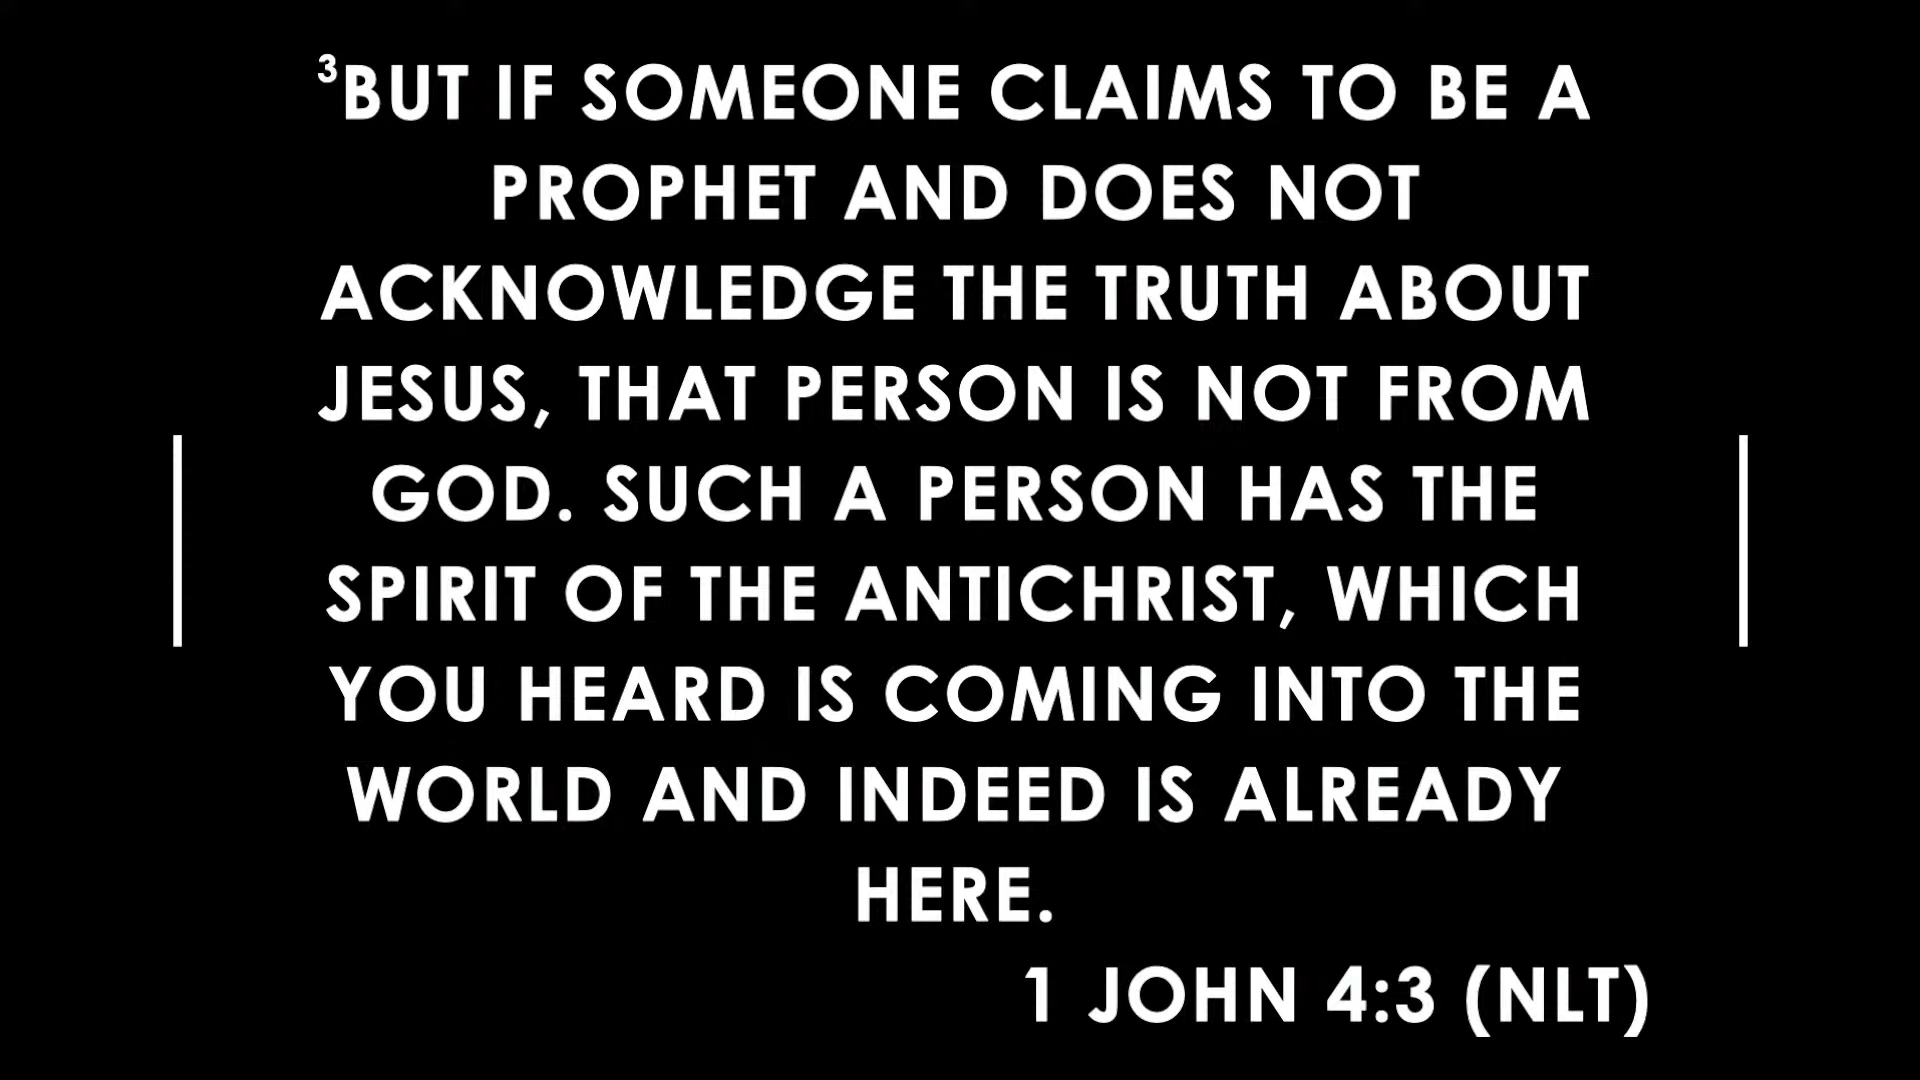 ³BUT IF SOMEONE CLAIMS TO BE A
PROPHET AND DOES NOT
ACKNOWLEDGE THE TRUTH ABOUT
JESUS, THAT PERSON IS NOT FROM
GOD. SUCH A PERSON HAS THE
SPIRIT OF THE ANTICHRIST, WHICH
YOU HEARD IS COMING INTO THE
WORLD AND INDEED IS ALREADY
HERE.
1 JOHN 4:3 (NLT)